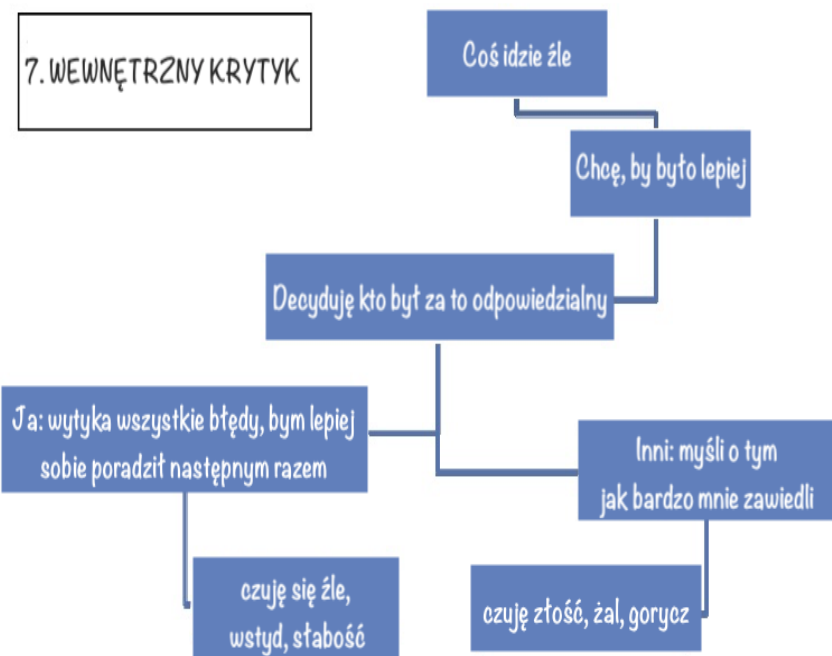 7. WEWNĘTRZNY KRYTYK
Coś idzie źle
Chcę, by było lepiej
Decyduję kto był za to odpowiedzialny
Ja: wytyka wszystkie błędy, bym lepiej
sobie poradził następnym razem
Inni: myśli o tym
jak bardzo mnie zawiedli
czuję się źle,
wstyd, słabość
czuję złość, żal, gorycz